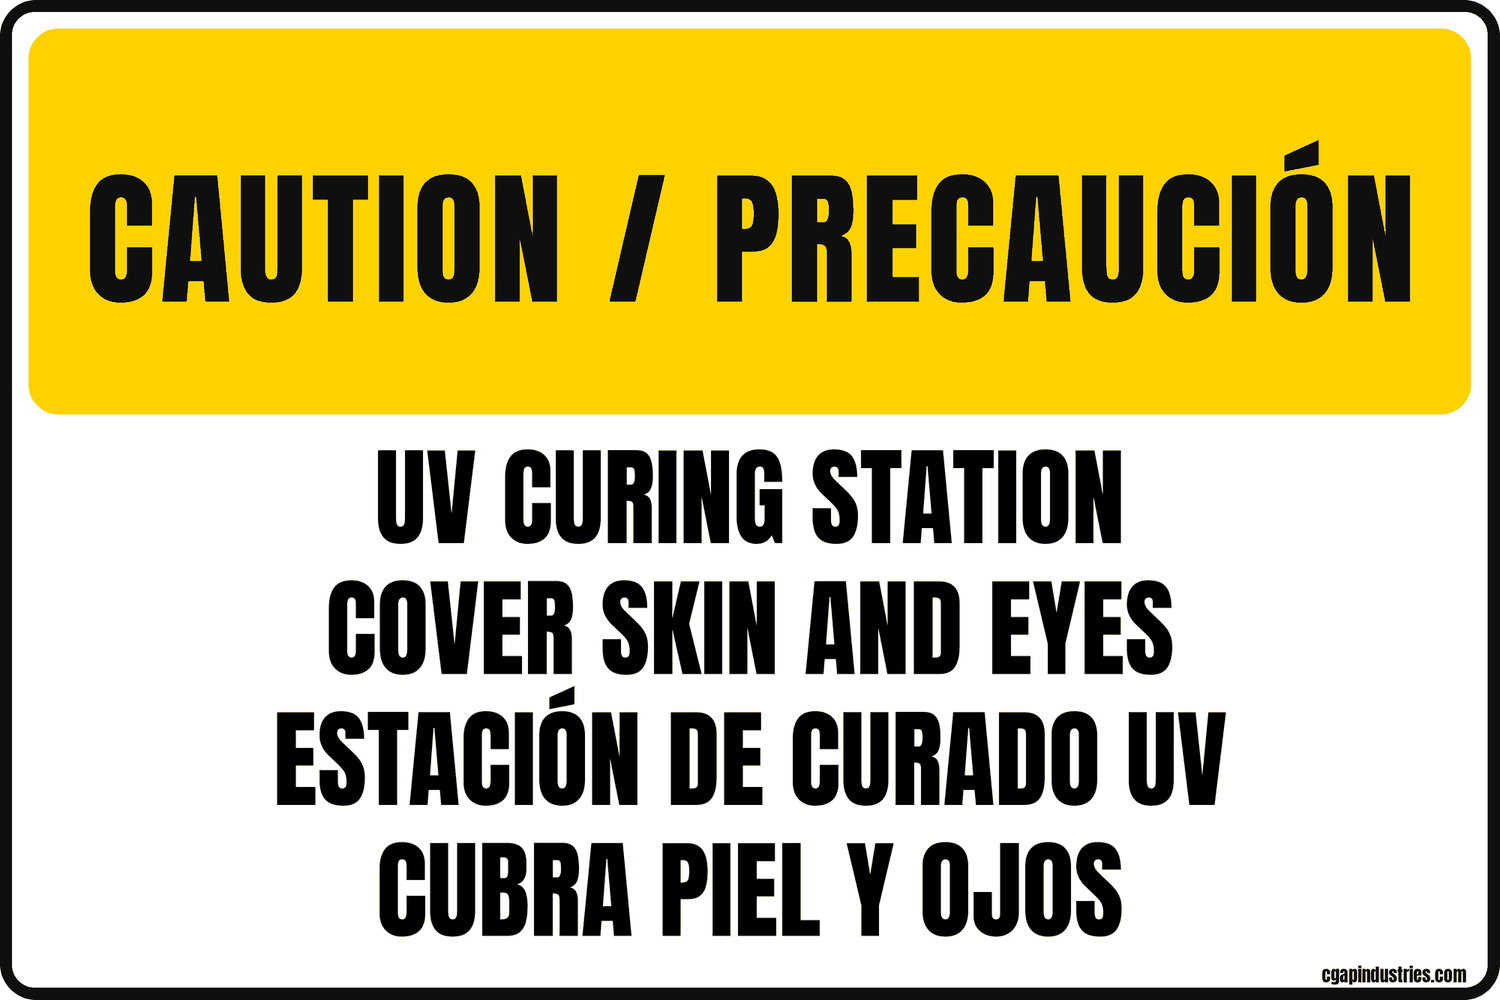 CAUTION / PRECAUCIÓN
UV CURING STATION
COVER SKIN AND EYES
ESTACIÓN DE CURADO UV
CUBRA PIEL Y OJOS
cgapindustries.com